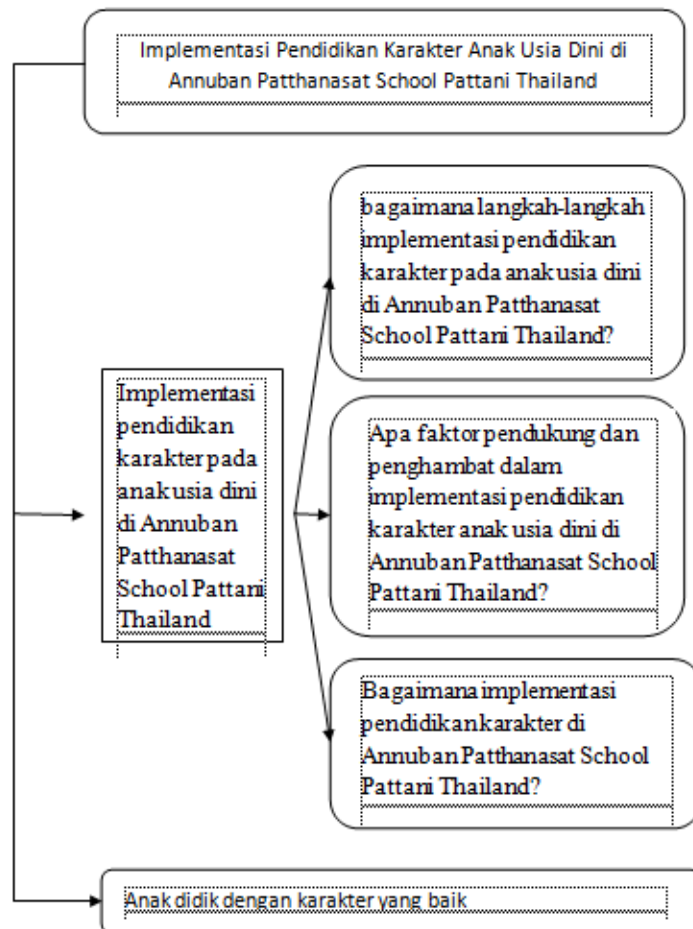 Implementasi Pendidikan Karakter Anak Usia Dini di
Annuban Patthanasat School Pattani Thailand
bagaimana langkah-langkah
implementasi pendidikan
karakter pada anak usia dini
di Annuban Patthanasat
School Pattani Thailand?
Implementasi
pendidikan
karakter pada
anak usia dini
di Annuban
Patthanasat
School Pattani
Thailand
Apa faktor pendukung dan
penghambat dalam
implementasi pendidikan
karakter anak usia dini di
Annuban Patthanasat School
Pattani Thailand?
Bagaimana implementasi
pendidikan karakter di
Annuban Patthanasat School
Pattani Thailand?
Anak didik dengan karakter yang baik